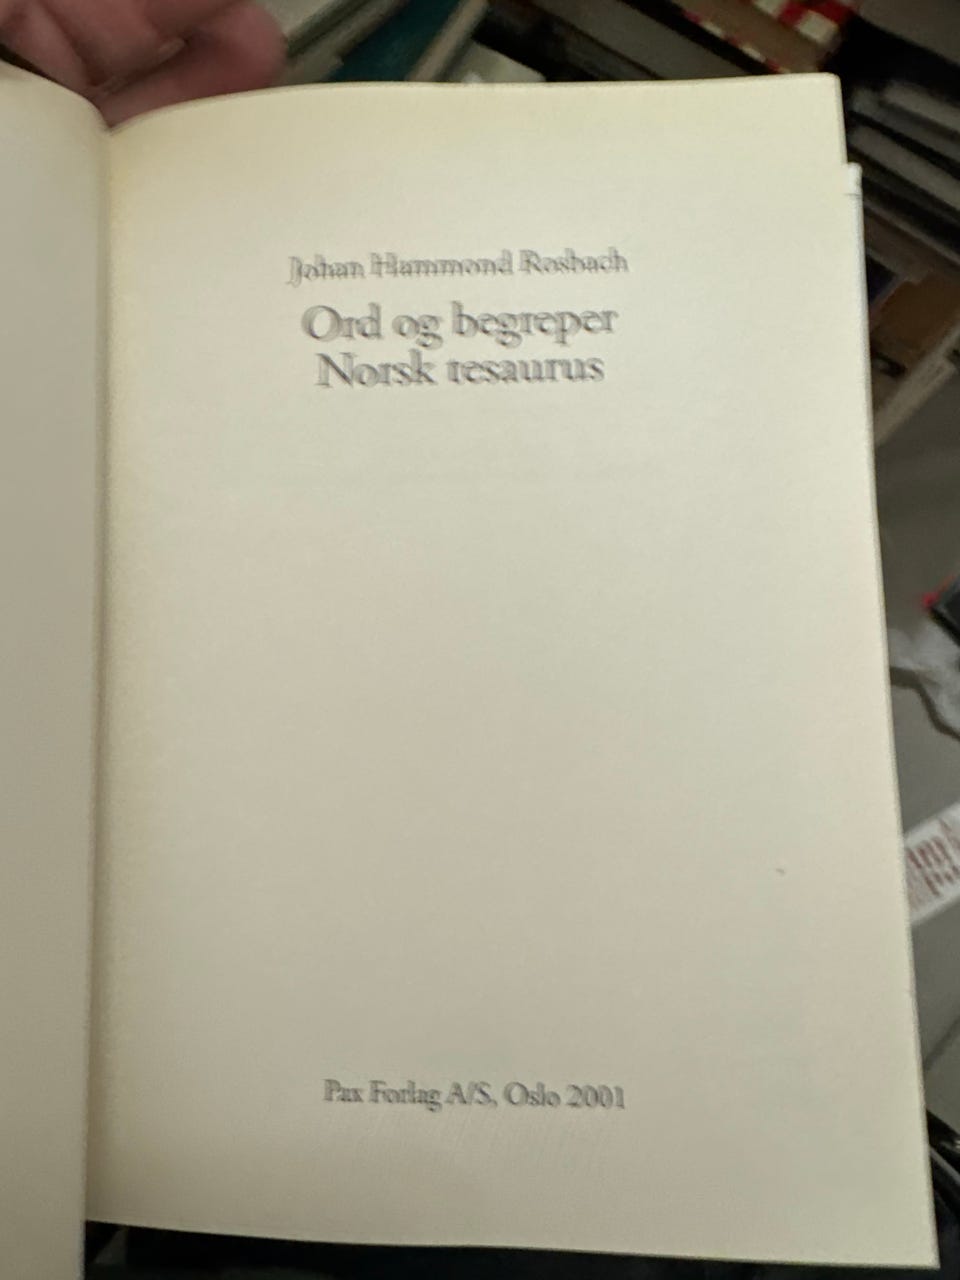 Johan Hammond Rosbach
Ord og begreper
Norsk tesaurus
Pax Forlag A/S, Oslo 2001